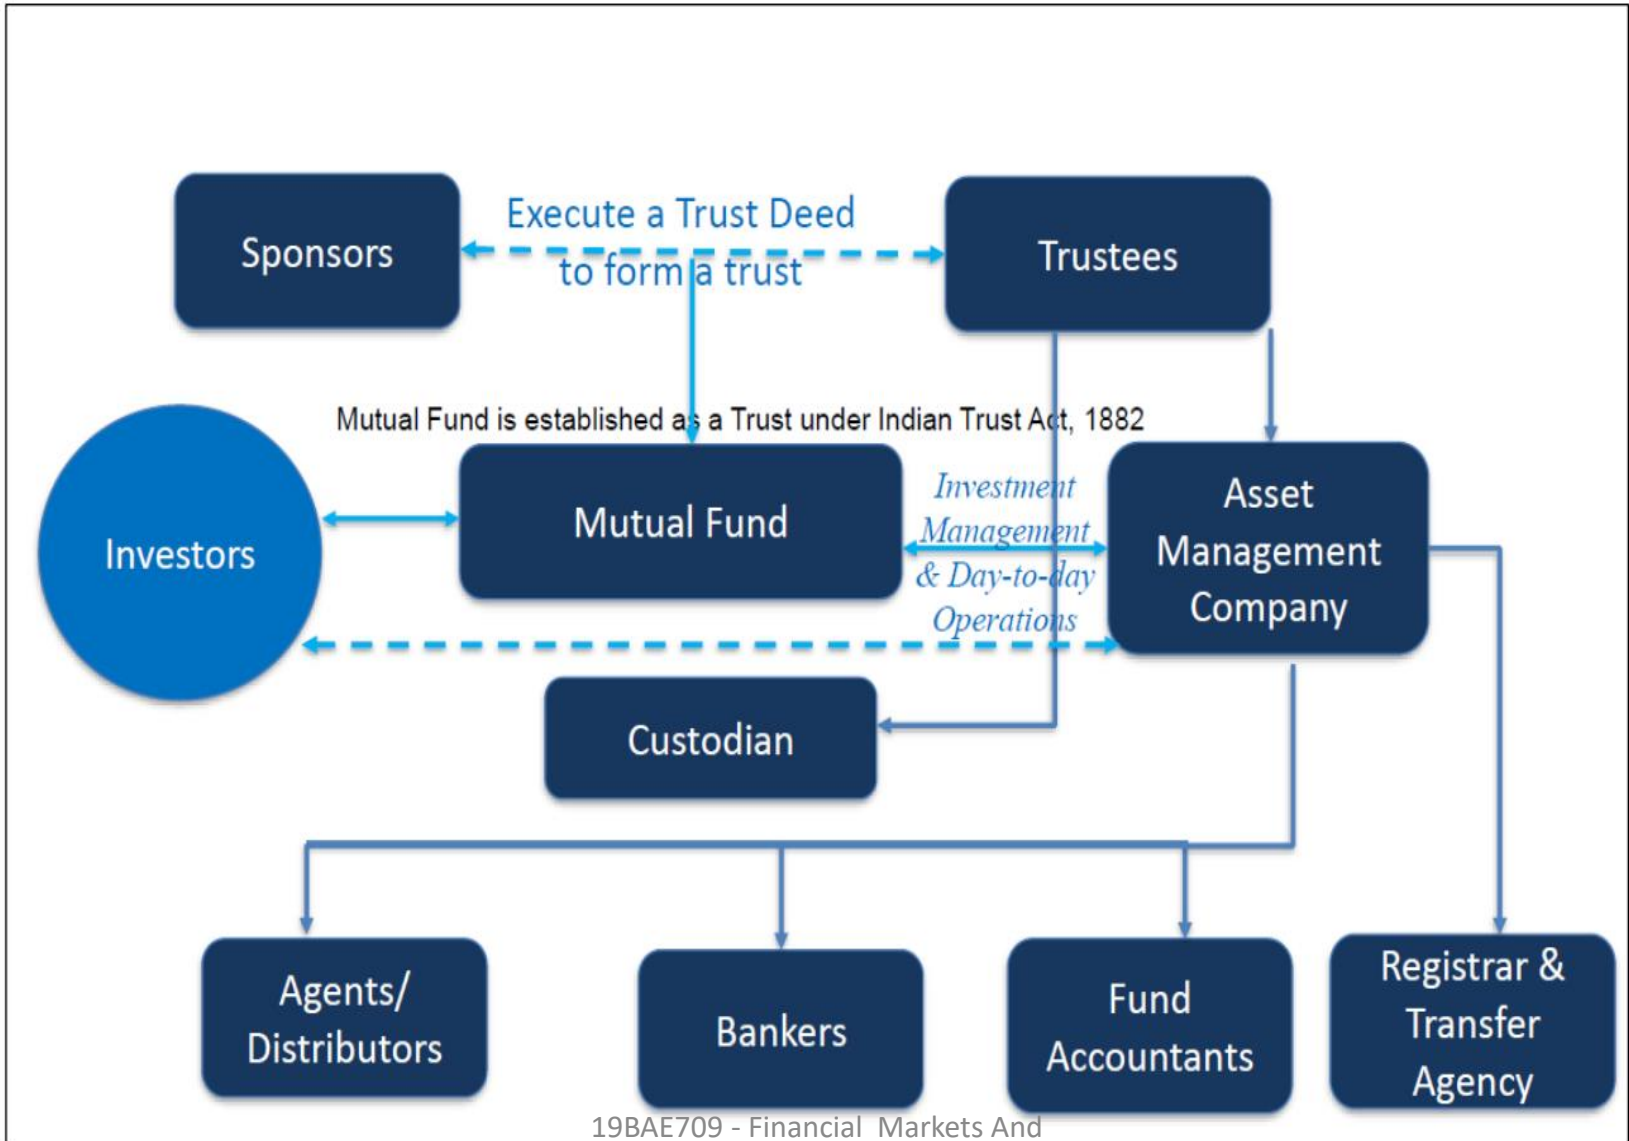 Execute a Trust Deed
to form a trust
Sponsors
Trustees
Mutual Fund is established as a Trust under Indian Trust Act, 1882
Investors
Mutual Fund
Investment
Management
& Day-to-day
Operations
Asset
Management
Company
Custodian
Agents/
Distributors
Bankers
Fund
Accountants
Registrar &
Transfer
Agency
19BAE709 - Financial Markets And